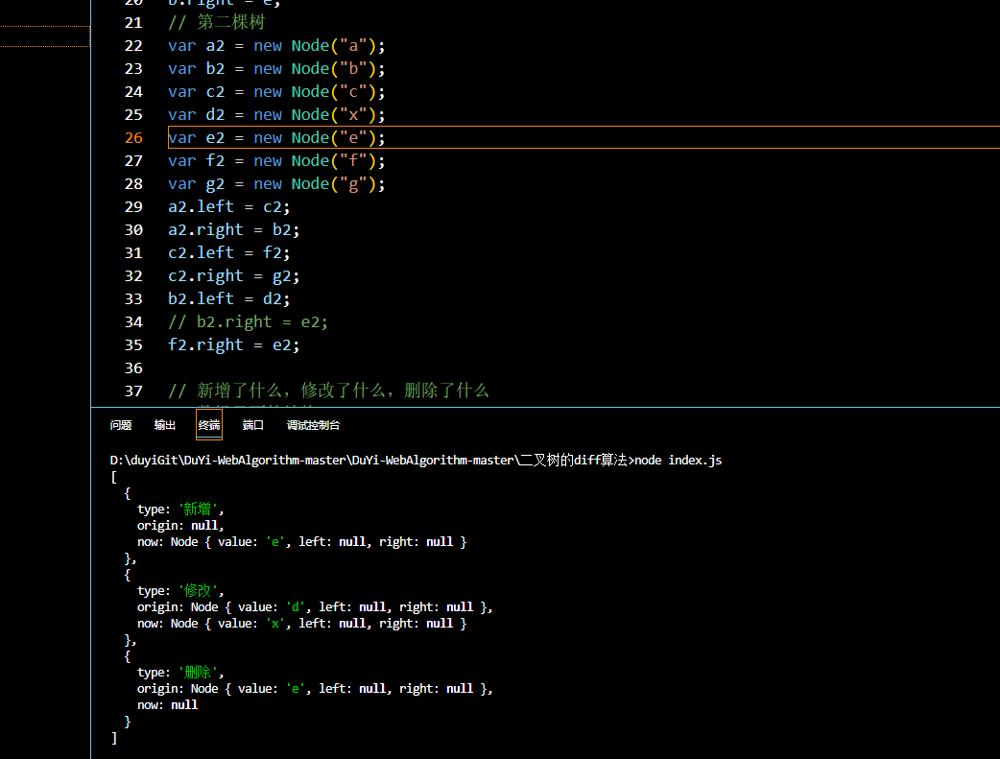 20 b.right = e;
21 // 第二棵树
22 var a2 = new Node("a");
23 var b2 = new Node("b");
24 var c2 = new Node("c");
25 var d2 = new Node("x");
26 var e2 = new Node("e");
27 var f2 = new Node("f");
28 var g2 = new Node("g");
29 a2.left = c2;
30 a2.right = b2;
31 c2.left = f2;
32 c2.right = g2;
33 b2.left = d2;
34 // b2.right = e2;
35 f2.right = e2;
36
37 // 新增了什么，修改了什么，删除了什么
问题 输出 终端 端口 调试控制台
D:\duyiGit\DuYi-WebAlgorithm-master\DuYi-WebAlgorithm-master\二叉树的diff算法>node index.js
[
  {
    type: '新增',
    origin: null,
    now: Node { value: 'e', left: null, right: null }
  },
  {
    type: '修改',
    origin: Node { value: 'd', left: null, right: null },
    now: Node { value: 'x', left: null, right: null }
  },
  {
    type: '删除',
    origin: Node { value: 'e', left: null, right: null },
    now: null
  }
]